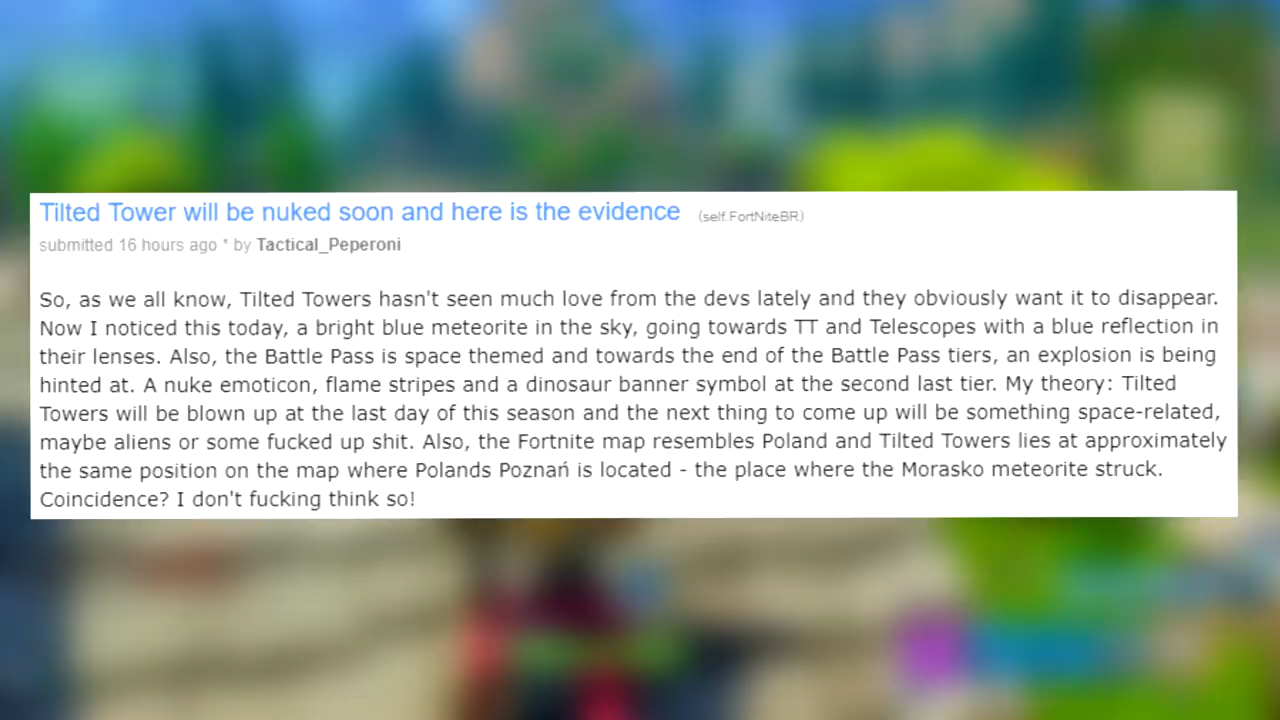 Tilted Tower will be nuked soon and here is the evidence (self.FortNiteBR)
submitted 16 hours ago * by Tactical_Peperoni
So, as we all know, Tilted Towers hasn't seen much love from the devs lately and they obviously want it to disappear.
Now I noticed this today, a bright blue meteorite in the sky, going towards TT and Telescopes with a blue reflection in
their lenses. Also, the Battle Pass is space themed and towards the end of the Battle Pass tiers, an explosion is being
hinted at. A nuke emoticon, flame stripes and a dinosaur banner symbol at the second last tier. My theory: Tilted
Towers will be blown up at the last day of this season and the next thing to come up will be something space-related,
maybe aliens or some fucked up shit. Also, the Fortnite map resembles Poland and Tilted Towers lies at approximately
the same position on the map where Polands Poznań is located - the place where the Morasko meteorite struck.
Coincidence? I don't fucking think so!